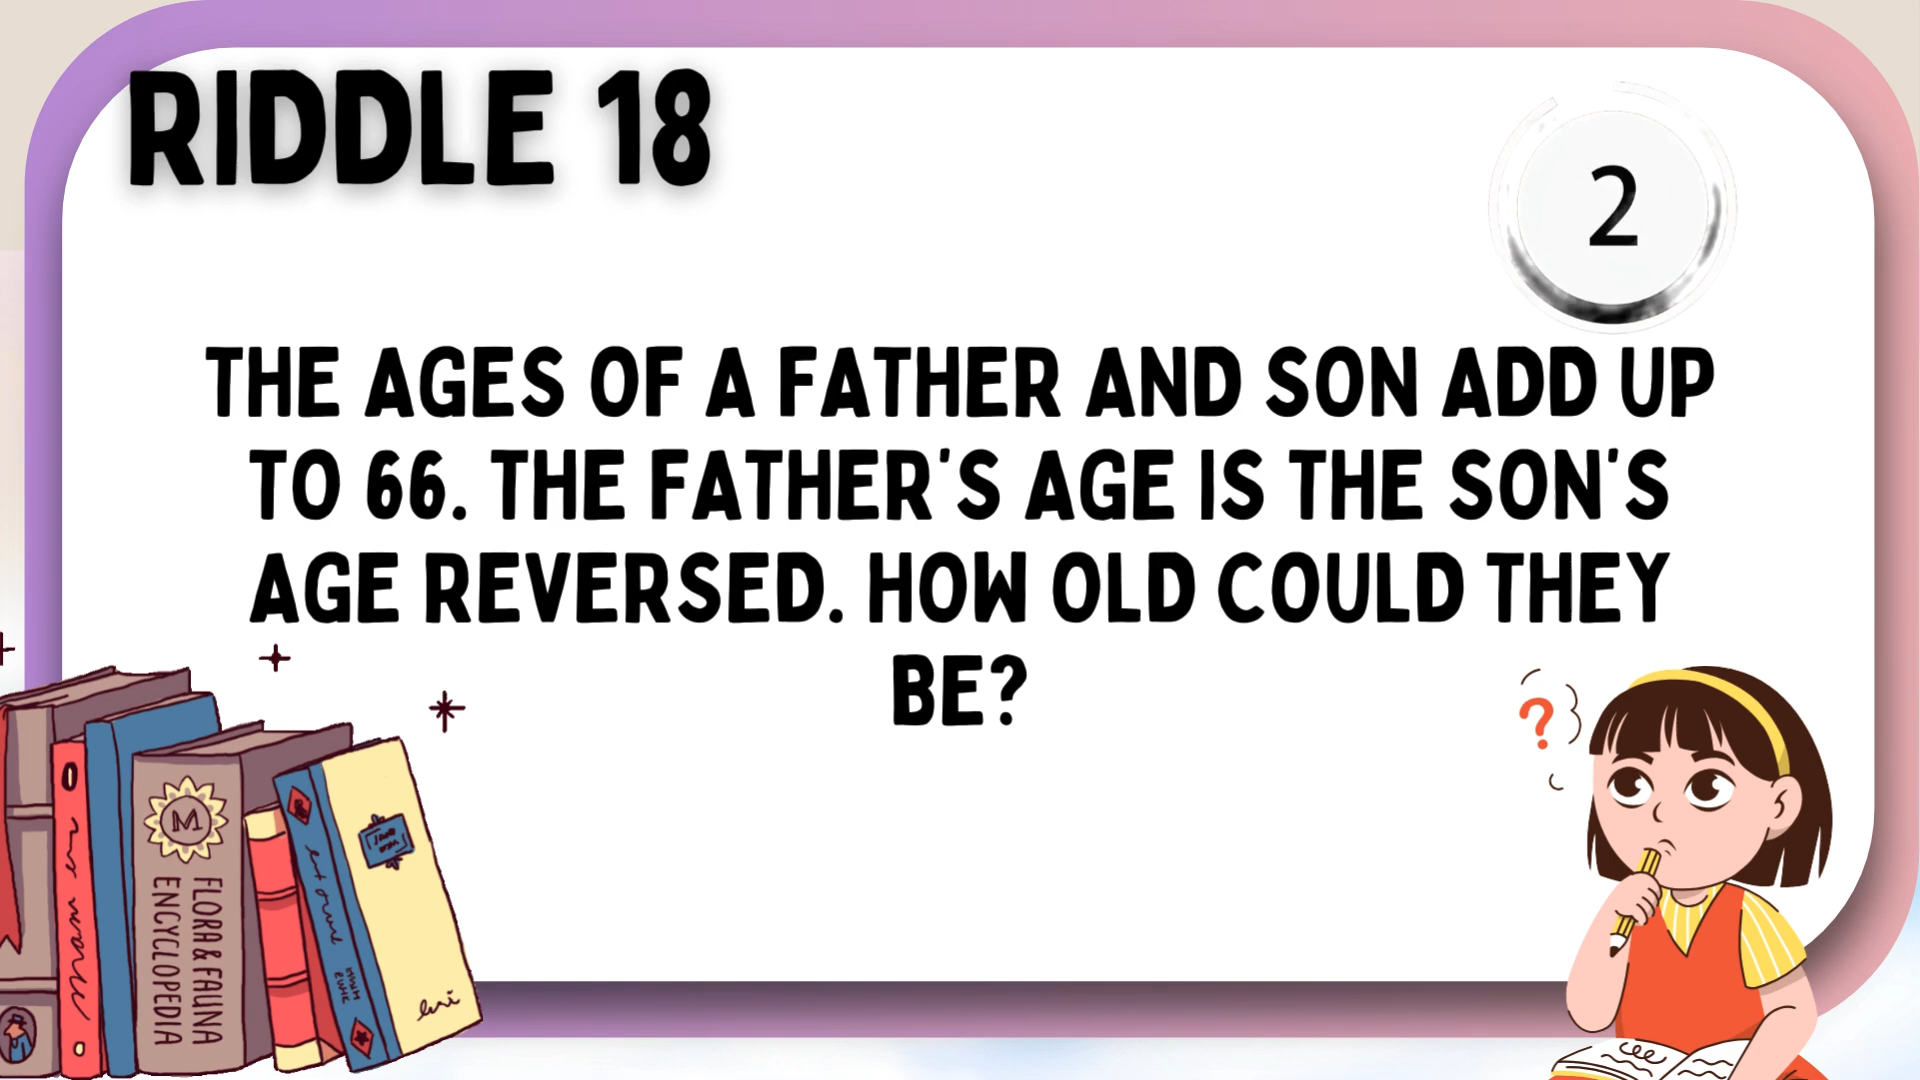 RIDDLE 18
2
THE AGES OF A FATHER AND SON ADD UP
TO 66. THE FATHER'S AGE IS THE SON'S
AGE REVERSED. HOW OLD COULD THEY
BE?
?
M
FLORA & FAUNA
ENCYCLOPEDIA